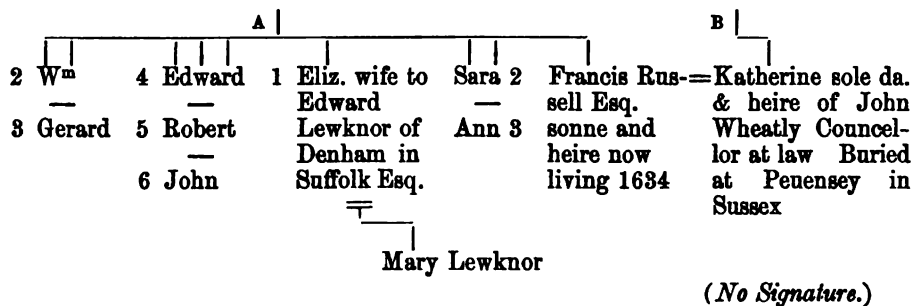 A B
2 Wm 4 Edward 1 Eliz. wife to Sara 2 Francis Rus-=Katherine sole da.
— — Edward — sell Esq. & heire of John
3 Gerard 5 Robert Lewknor of Ann 3 sonne and Wheatly Councel-
— Denham in heire now lor at law Buried
6 John Suffolk Esq. living 1634 at Peuensey in
Sussex
Mary Lewknor
(No Signature.)